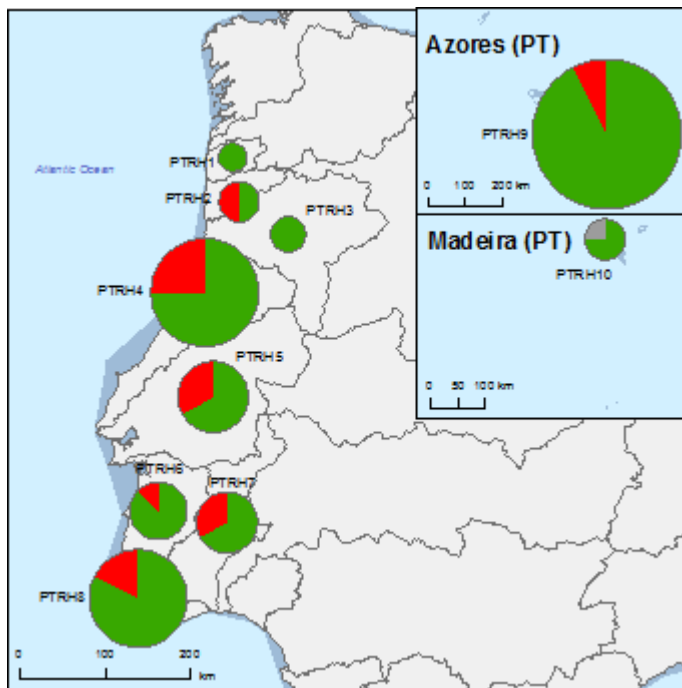 Azores (PT)
PTRH9
0 100 200 km
PTRH1
Atlantic Ocean
PTRH2
PTRH3
Madeira (PT)
PTRH10
PTRH4
PTRH5
0 50 100 km
PTRH6
PTRH7
PTRH8
0 100 200
km